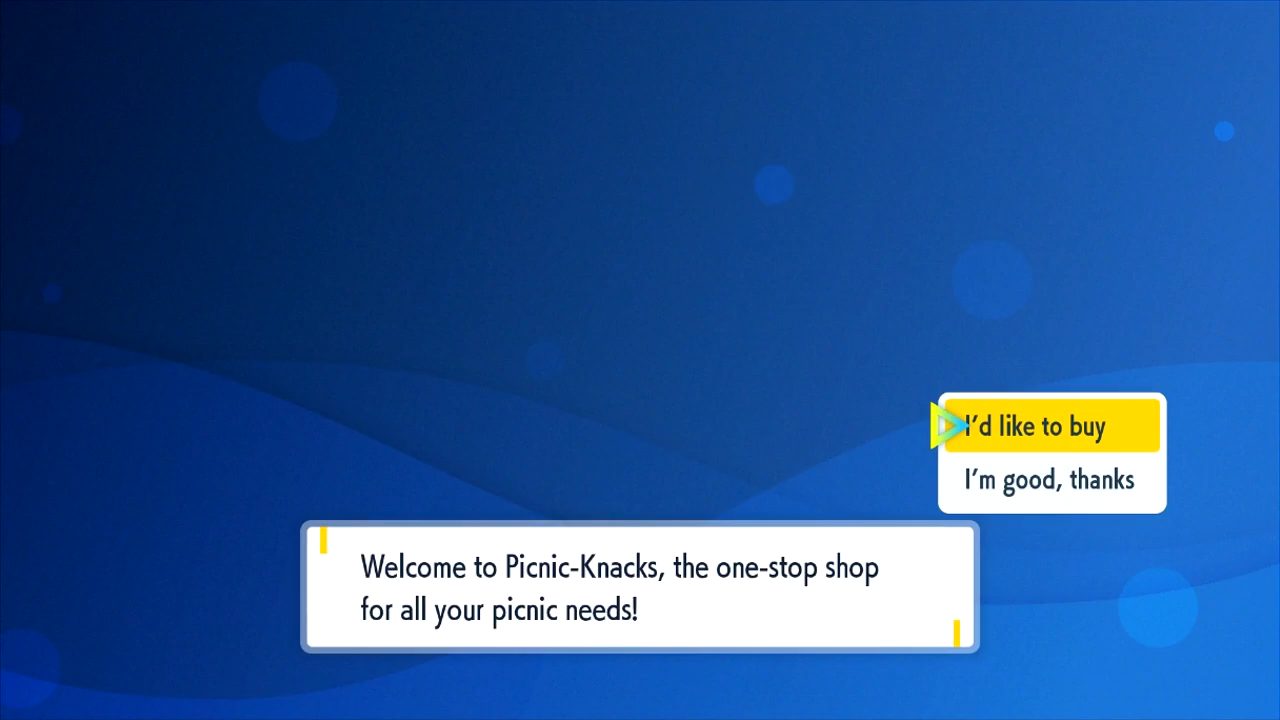 I'd like to buy
I'm good, thanks
Welcome to Picnic-Knacks, the one-stop shop
for all your picnic needs!